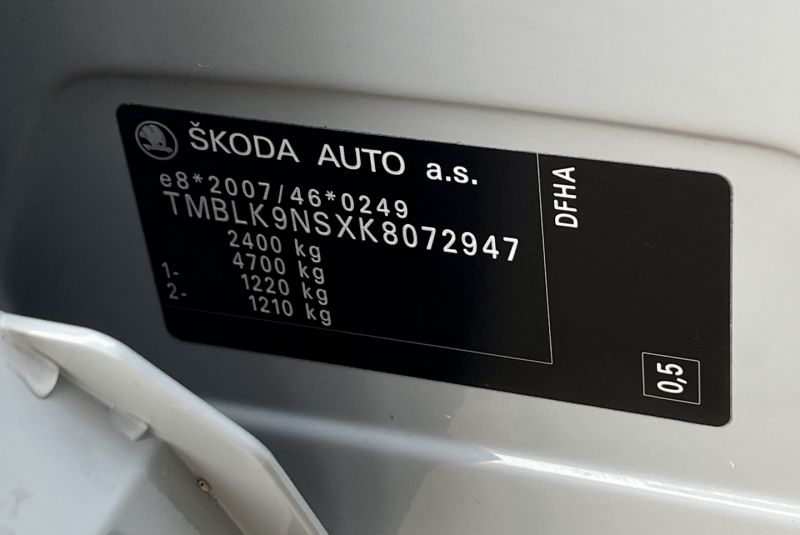 ŠKODA AUTO a.s.
e8*2007/46*0249
TMBLK9NSXK8072947
2400 kg
4700 kg
1- 1220 kg
2- 1210 kg
DFHA
0,5